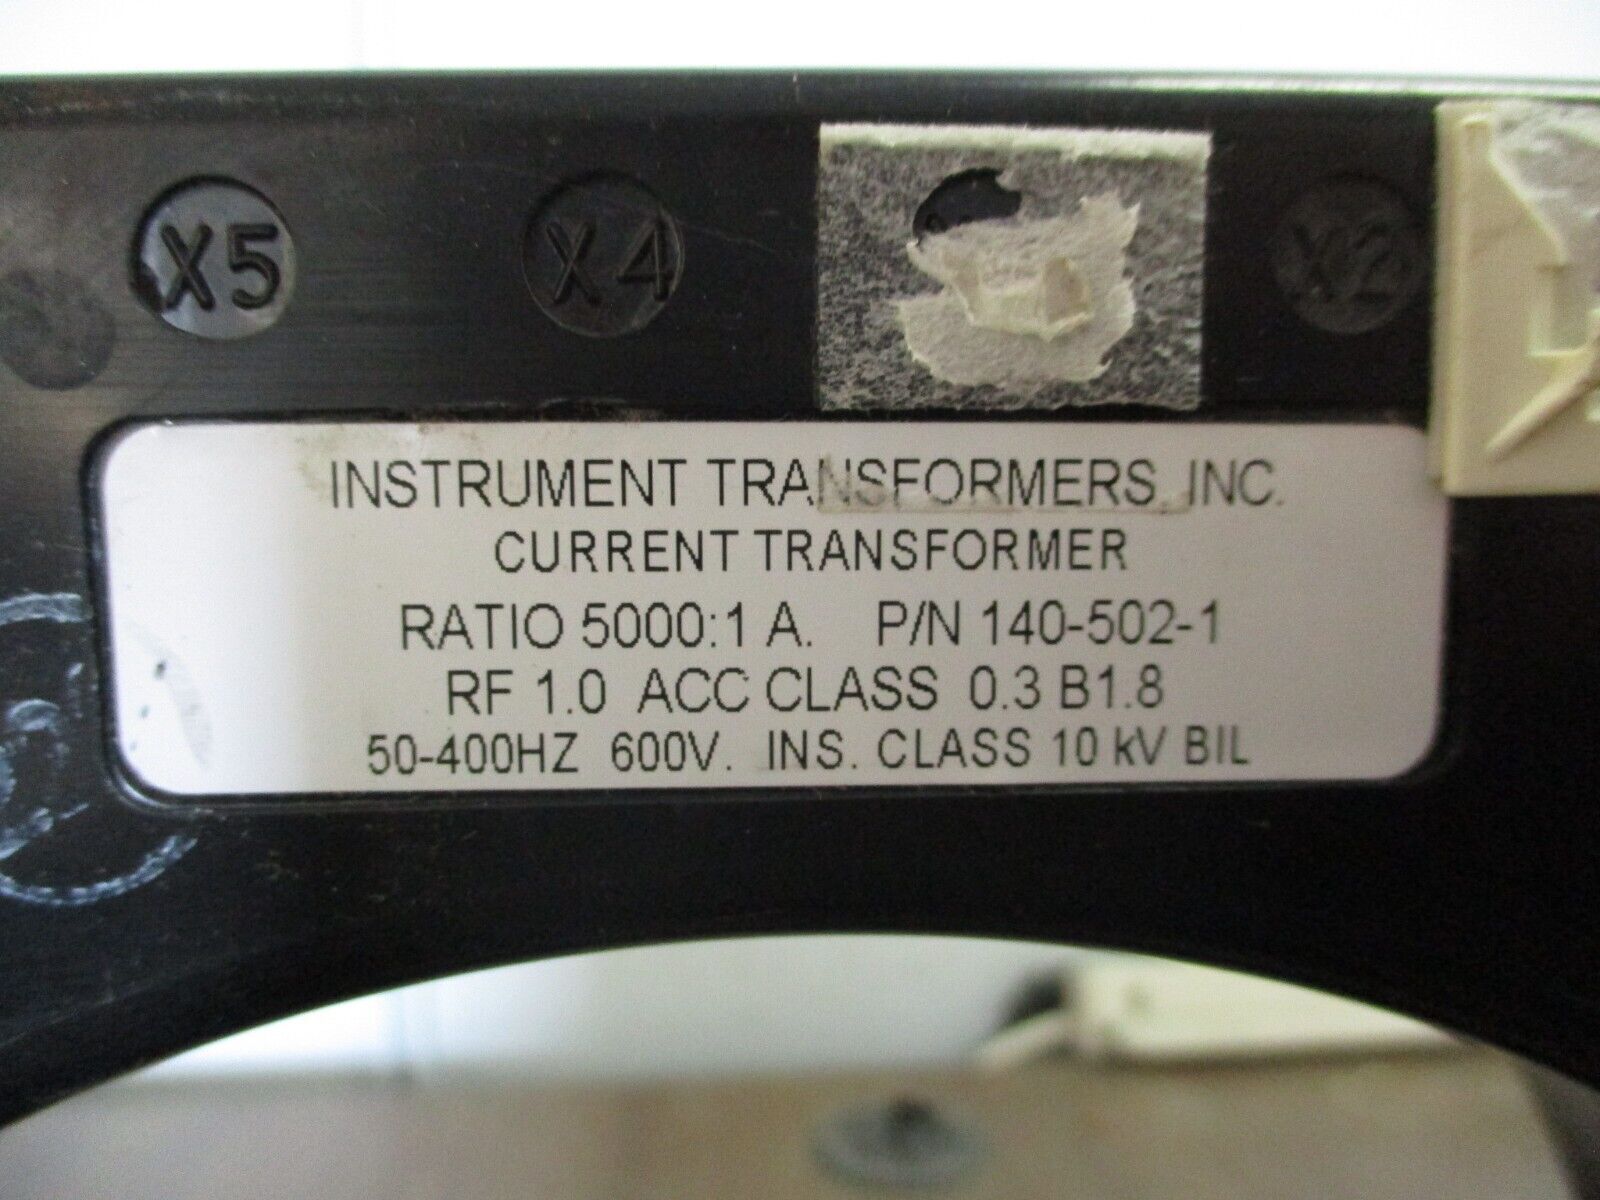 X5 X4 X2
INSTRUMENT TRANSFORMERS, INC.
CURRENT TRANSFORMER
RATIO 5000:1 A. P/N 140-502-1
RF 1.0 ACC CLASS 0.3 B1.8
50-400HZ 600V. INS. CLASS 10 kV BIL